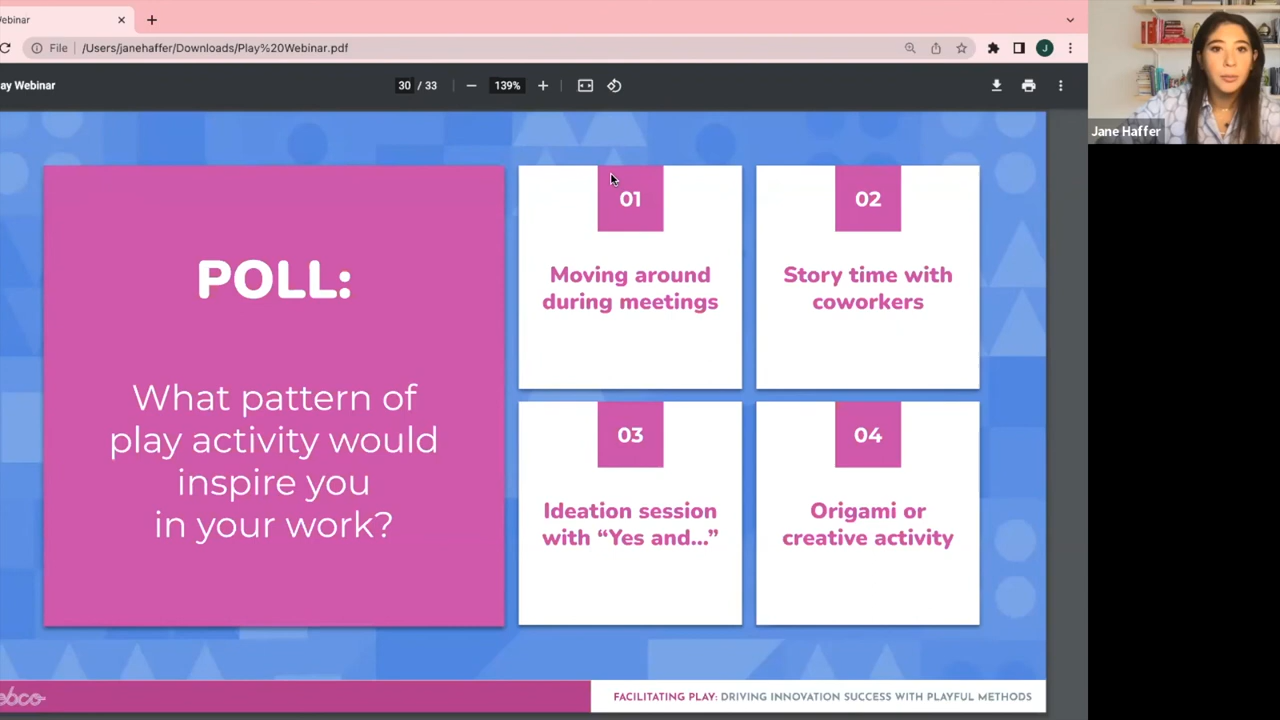 ebinar
File
/Users/janehaffer/Downloads/Play%20Webinar.pdf
J
ay Webinar
30 / 33
139%
Jane Haffer
POLL:
What pattern of
play activity would
inspire you
in your work?
01
Moving around
during meetings
02
Story time with
coworkers
03
Ideation session
with “Yes and...”
04
Origami or
creative activity
ebco
FACILITATING PLAY: DRIVING INNOVATION SUCCESS WITH PLAYFUL METHODS